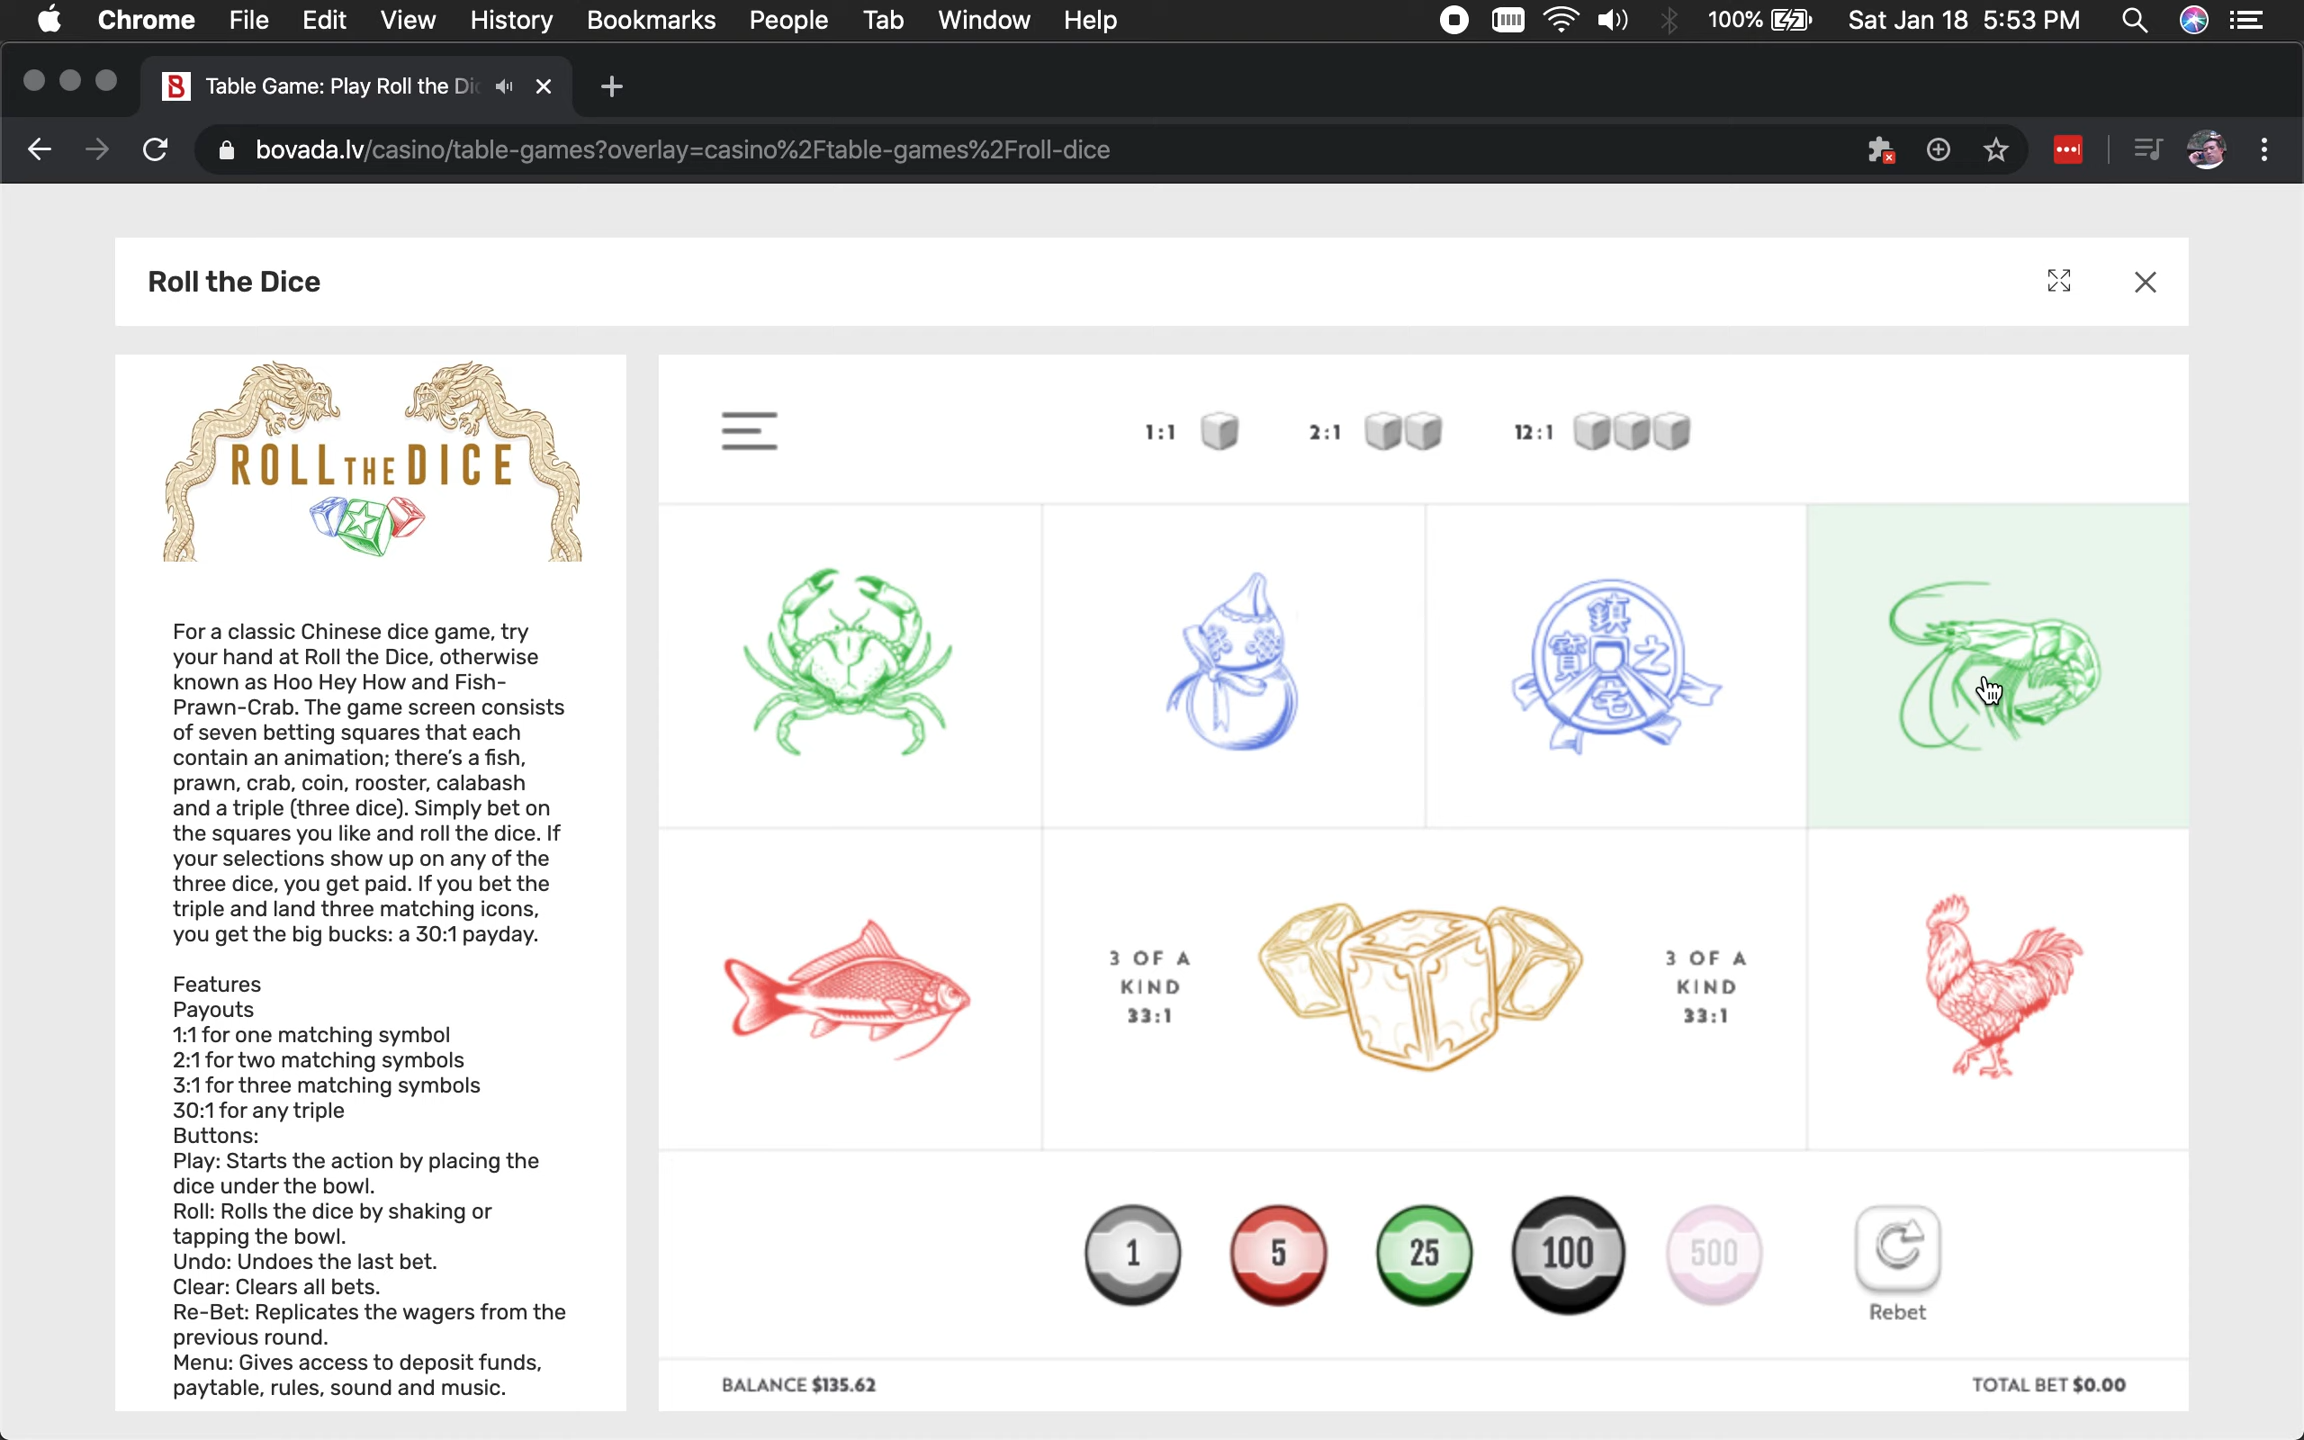 Chrome File Edit View History Bookmarks People Tab Window Help 100% Sat Jan 18 5:53 PM
Table Game: Play Roll the Di
bovada.lv/casino/table-games?overlay=casino%2Ftable-games%2Froll-dice
Roll the Dice
ROLL THE DICE
For a classic Chinese dice game, try
your hand at Roll the Dice, otherwise
known as Hoo Hey How and Fish-
Prawn-Crab. The game screen consists
of seven betting squares that each
contain an animation; there's a fish,
prawn, crab, coin, rooster, calabash
and a triple (three dice). Simply bet on
the squares you like and roll the dice. If
your selections show up on any of the
three dice, you get paid. If you bet the
triple and land three matching icons,
you get the big bucks: a 30:1 payday.
Features
Payouts
1:1 for one matching symbol
2:1 for two matching symbols
3:1 for three matching symbols
30:1 for any triple
Buttons:
Play: Starts the action by placing the
dice under the bowl.
Roll: Rolls the dice by shaking or
tapping the bowl.
Undo: Undoes the last bet.
Clear: Clears all bets.
Re-Bet: Replicates the wagers from the
previous round.
Menu: Gives access to deposit funds,
paytable, rules, sound and music.
1:1 2:1 12:1
鎮
寶 之
宅
3 OF A
KIND
33:1
3 OF A
KIND
33:1
1 5 25 100 500
Rebet
BALANCE $135.62 TOTAL BET $0.00